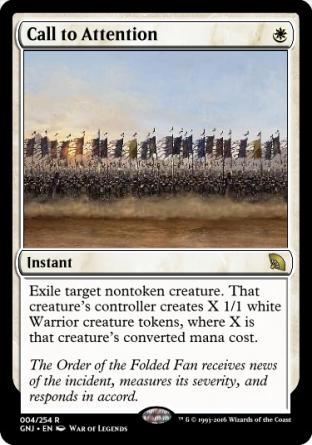 Call to Attention
Instant
Exile target nontoken creature. That
creature's controller creates X 1/1 white
Warrior creature tokens, where X is
that creature's converted mana cost.
The Order of the Folded Fan receives news
of the incident, measures its severity, and
responds in accord.
004/254 R
GNJ • EN War of Legends
™ & © 1993-2016 Wizards of the Coast